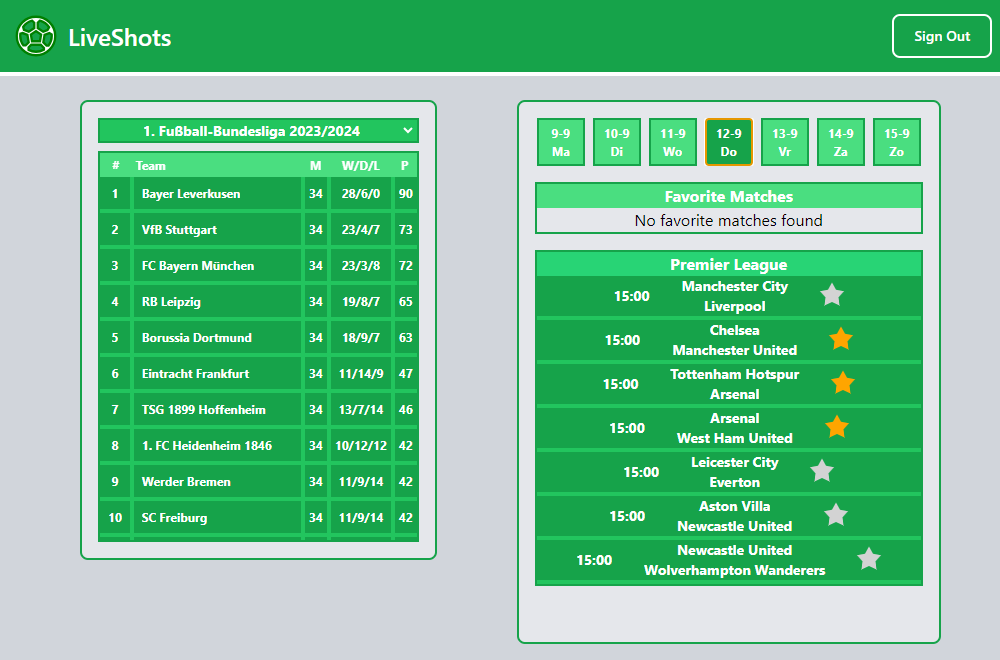 LiveShots
Sign Out
1. Fußball-Bundesliga 2023/2024
# Team M W/D/L P
1 Bayer Leverkusen 34 28/6/0 90
2 VfB Stuttgart 34 23/4/7 73
3 FC Bayern München 34 23/3/8 72
4 RB Leipzig 34 19/8/7 65
5 Borussia Dortmund 34 18/9/7 63
6 Eintracht Frankfurt 34 11/14/9 47
7 TSG 1899 Hoffenheim 34 13/7/14 46
8 1. FC Heidenheim 1846 34 10/12/12 42
9 Werder Bremen 34 11/9/14 42
10 SC Freiburg 34 11/9/14 42
9-9 10-9 11-9 12-9 13-9 14-9 15-9
Ma Di Wo Do Vr Za Zo
Favorite Matches
No favorite matches found
Premier League
15:00 Manchester City
Liverpool
15:00 Chelsea
Manchester United
15:00 Tottenham Hotspur
Arsenal
15:00 Arsenal
West Ham United
15:00 Leicester City
Everton
15:00 Aston Villa
Newcastle United
15:00 Newcastle United
Wolverhampton Wanderers